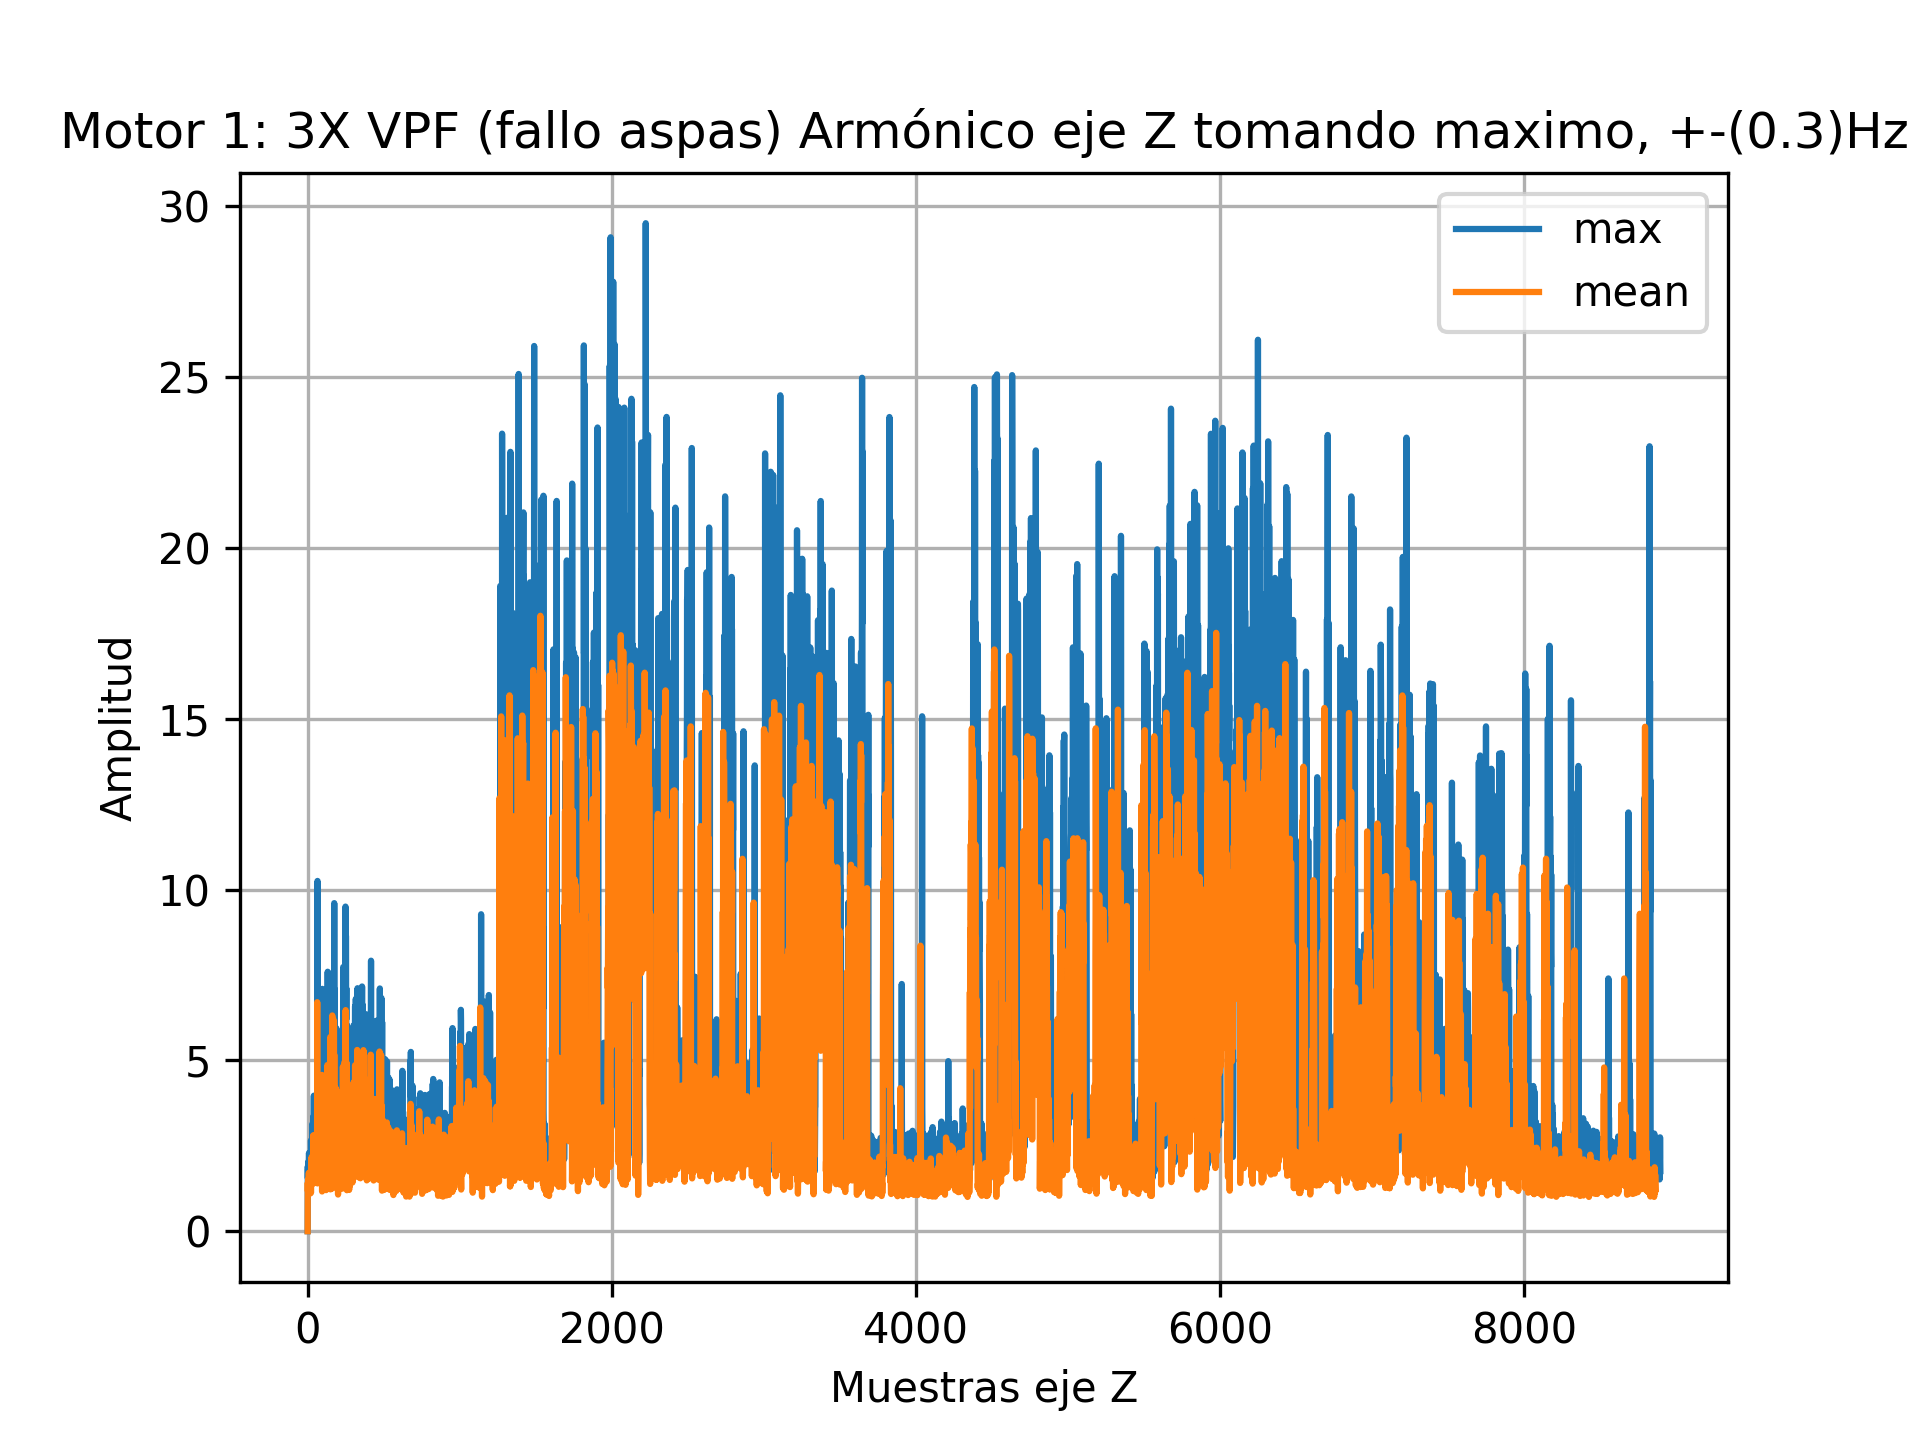 Motor 1: 3X VPF (fallo aspas) Armónico eje Z tomando maximo, +-(0.3)Hz
30
25
20
15
10
5
0
Amplitud
max
mean
0 2000 4000 6000 8000
Muestras eje Z